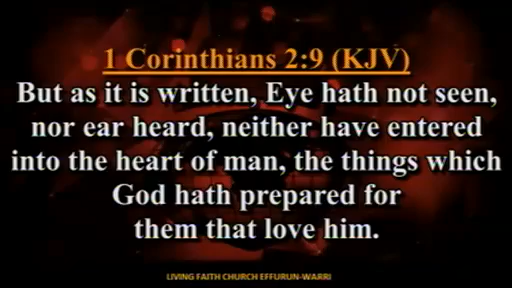 1 Corinthians 2:9 (KJV)
But as it is written, Eye hath not seen,
nor ear heard, neither have entered
into the heart of man, the things which
God hath prepared for
them that love him.
LIVING FAITH CHURCH EFFURUN-WARRI